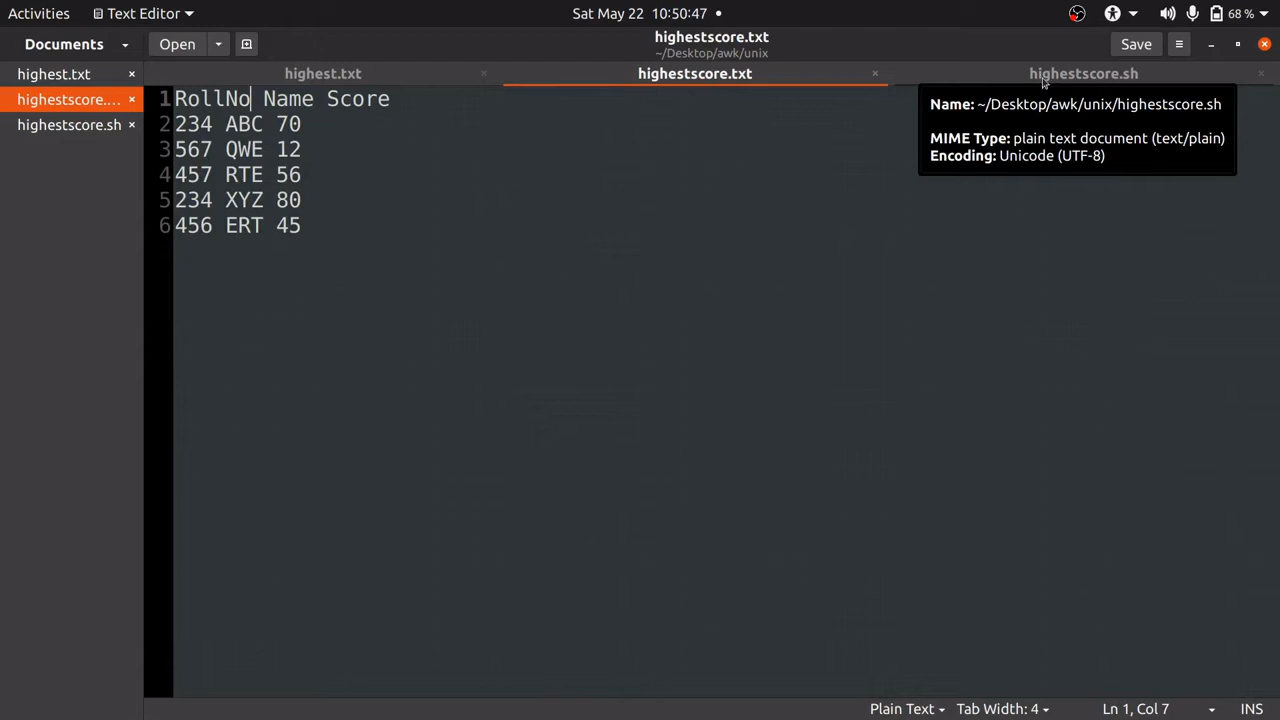 Activities Text Editor Sat May 22 10:50:47 68 %
Documents Open highestscore.txt Save
~/Desktop/awk/unix
highest.txt × highest.txt × highestscore.txt × highestscore.sh ×
highestscore.… ×
highestscore.sh ×
1 RollNo Name Score
2 234 ABC 70
3 567 QWE 12
4 457 RTE 56
5 234 XYZ 80
6 456 ERT 45
Name: ~/Desktop/awk/unix/highestscore.sh
MIME Type: plain text document (text/plain)
Encoding: Unicode (UTF-8)
Plain Text Tab Width: 4 Ln 1, Col 7 INS